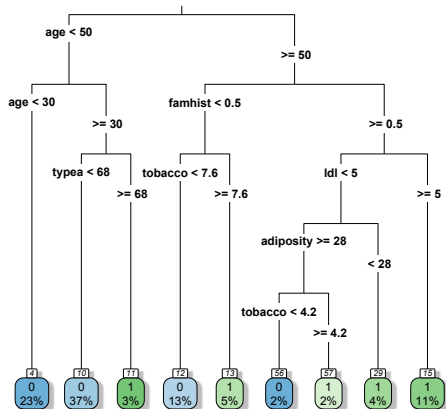 age < 50
>= 50
age < 30
famhist < 0.5
>= 30
>= 0.5
typea < 68
tobacco < 7.6
ldl < 5
>= 68
>= 7.6
>= 5
adiposity >= 28
< 28
tobacco < 4.2
>= 4.2
4 10 11 12 13 56 57 29 15
0 0 1 0 1 0 1 1 1
23% 37% 3% 13% 5% 2% 2% 4% 11%